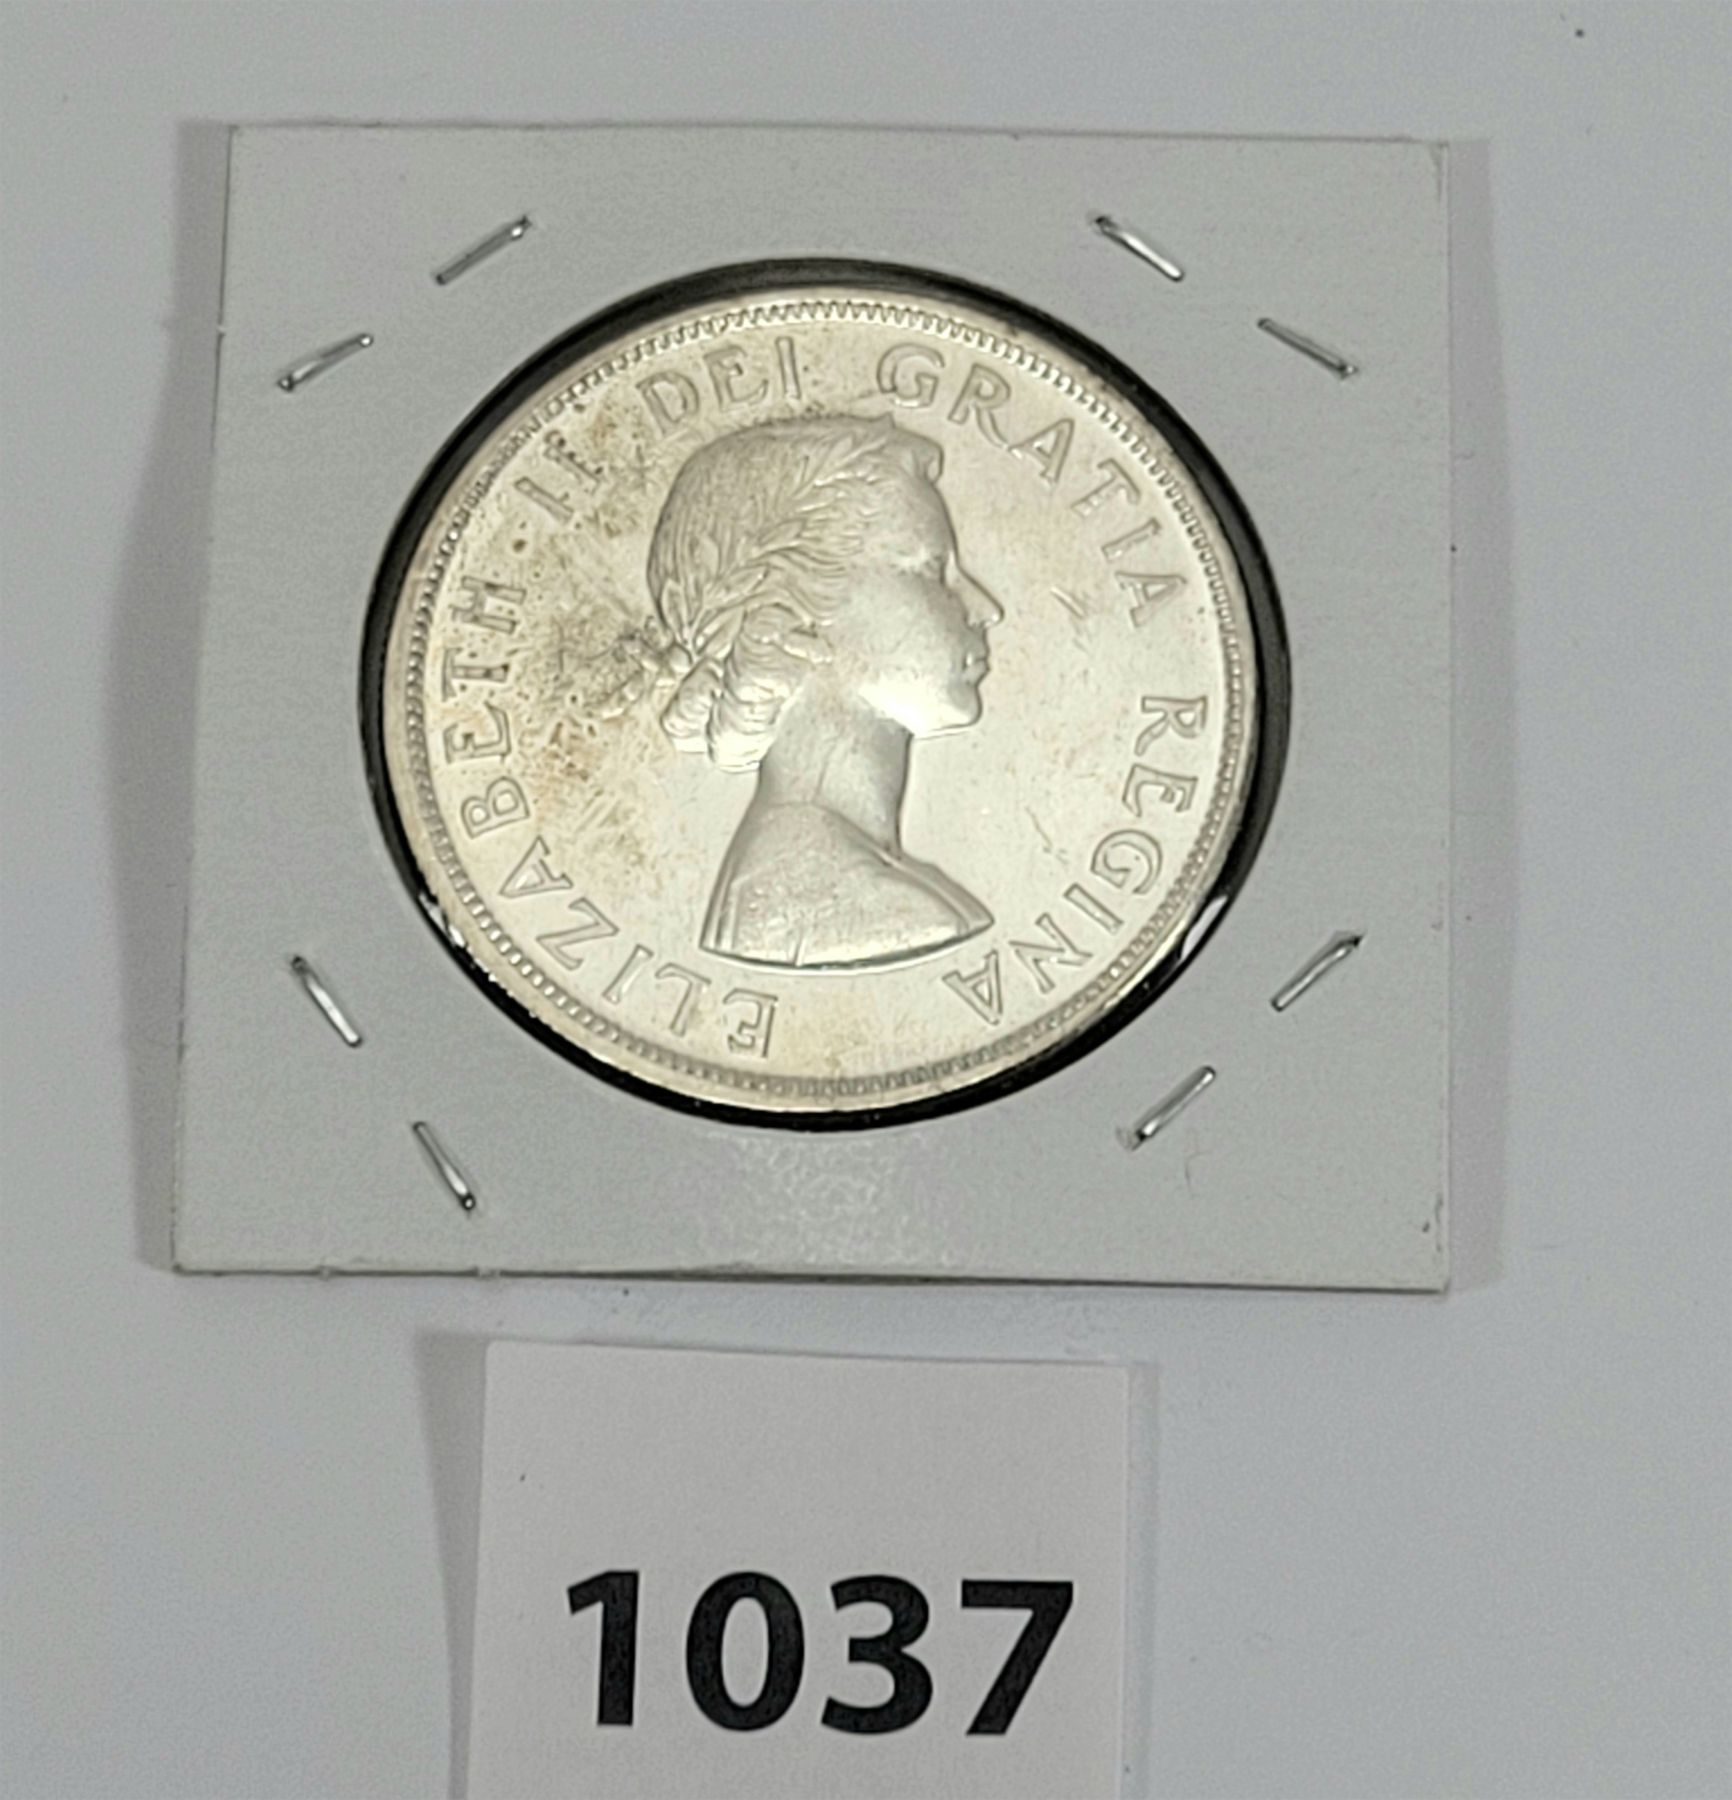 ELIZABETH II DEI GRATIA REGINA
1037